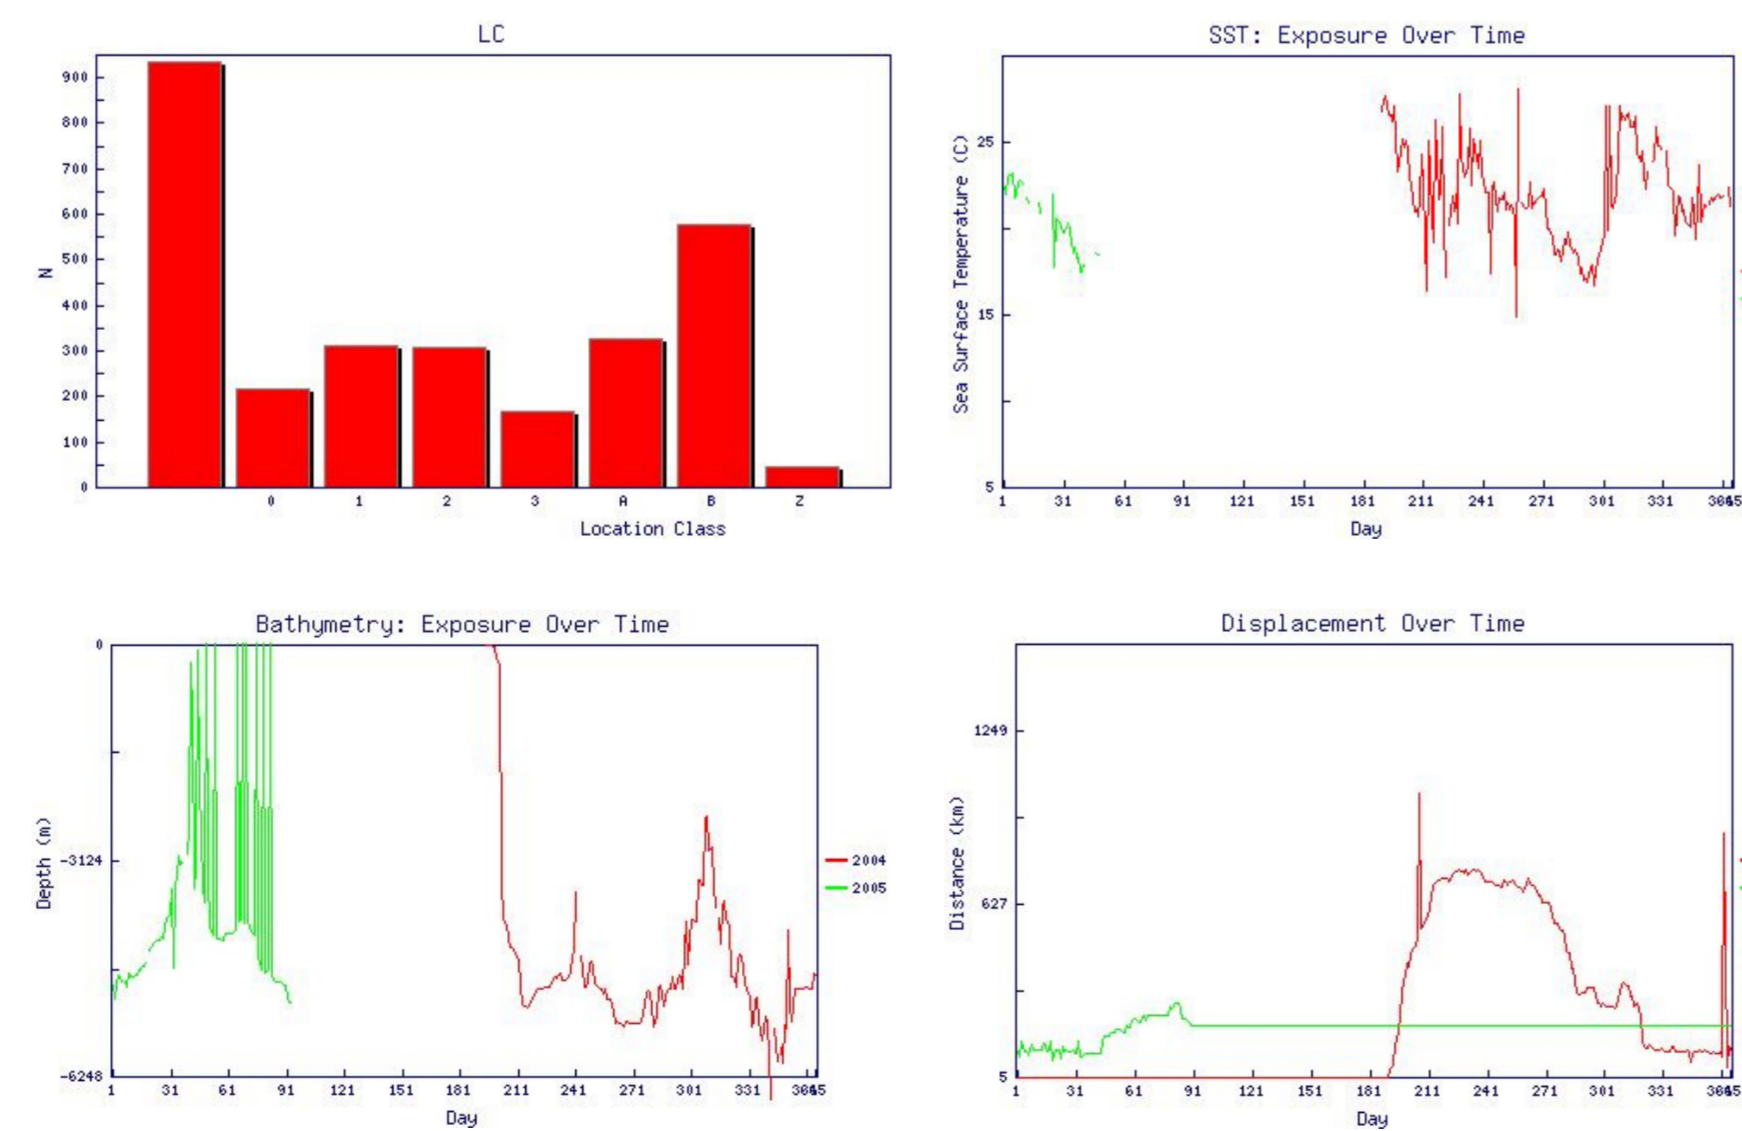 LC
900
800
700
600
500
400
300
200
100
0
N
0 1 2 3 A B Z
Location Class
SST: Exposure Over Time
25
15
5
Sea Surface Temperature (C)
1 31 61 91 121 151 181 211 241 271 301 331
Day
Bathymetry: Exposure Over Time
0
-3124
-6248
Depth (m)
2004
2005
1 31 61 91 121 151 181 211 241 271 301 331
Day
Displacement Over Time
1249
627
5
Distance (km)
1 31 61 91 121 151 181 211 241 271 301 331
Day